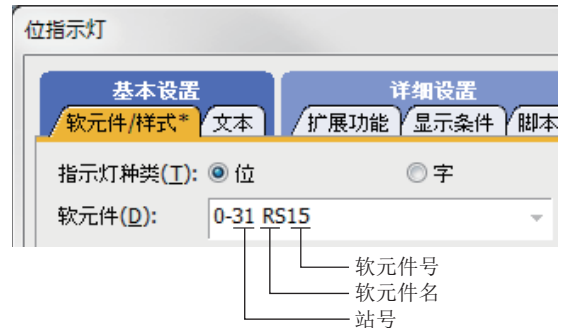 位指示灯
基本设置 详细设置
软元件/样式* 文本 扩展功能 显示条件 脚本
指示灯种类(T): 位 字
软元件(D): 0-31 RS15
软元件号
软元件名
站号